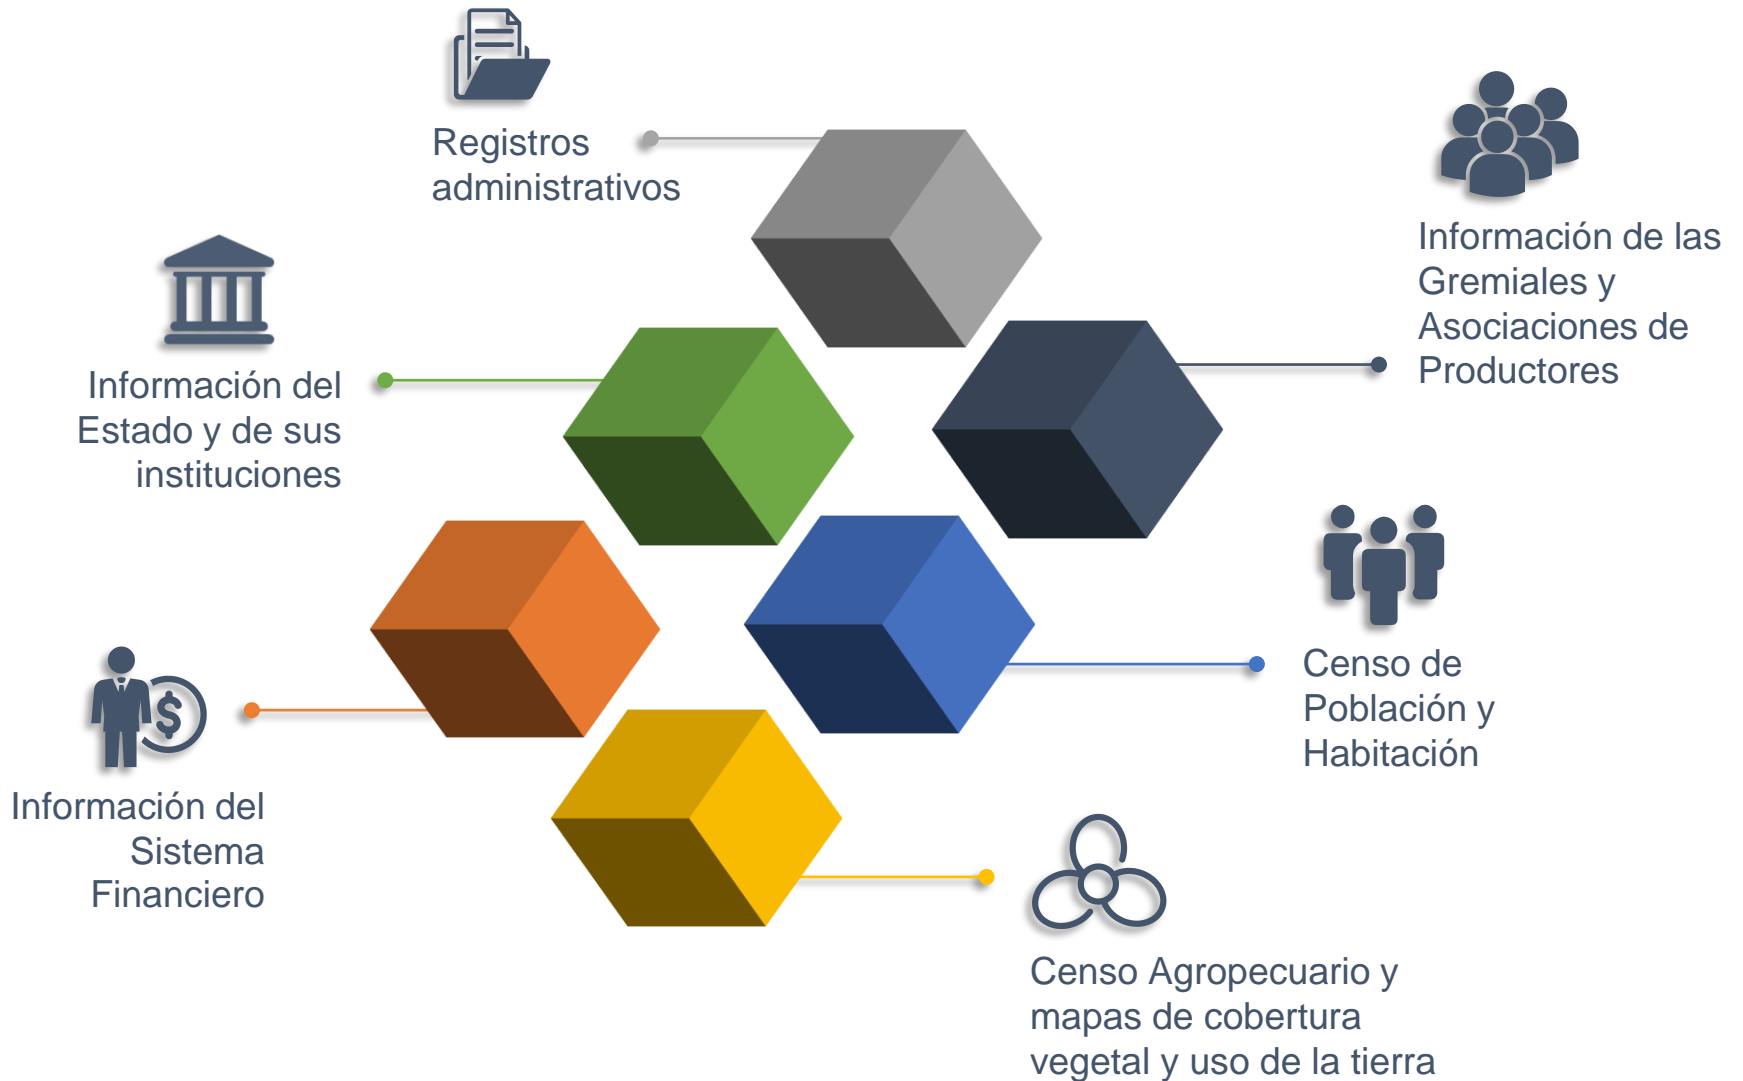 Registros
administrativos
Información de las
Gremiales y
Asociaciones de
Productores
Información del
Estado y de sus
instituciones
Censo de
Población y
Habitación
Información del
Sistema
Financiero
$
Censo Agropecuario y
mapas de cobertura
vegetal y uso de la tierra